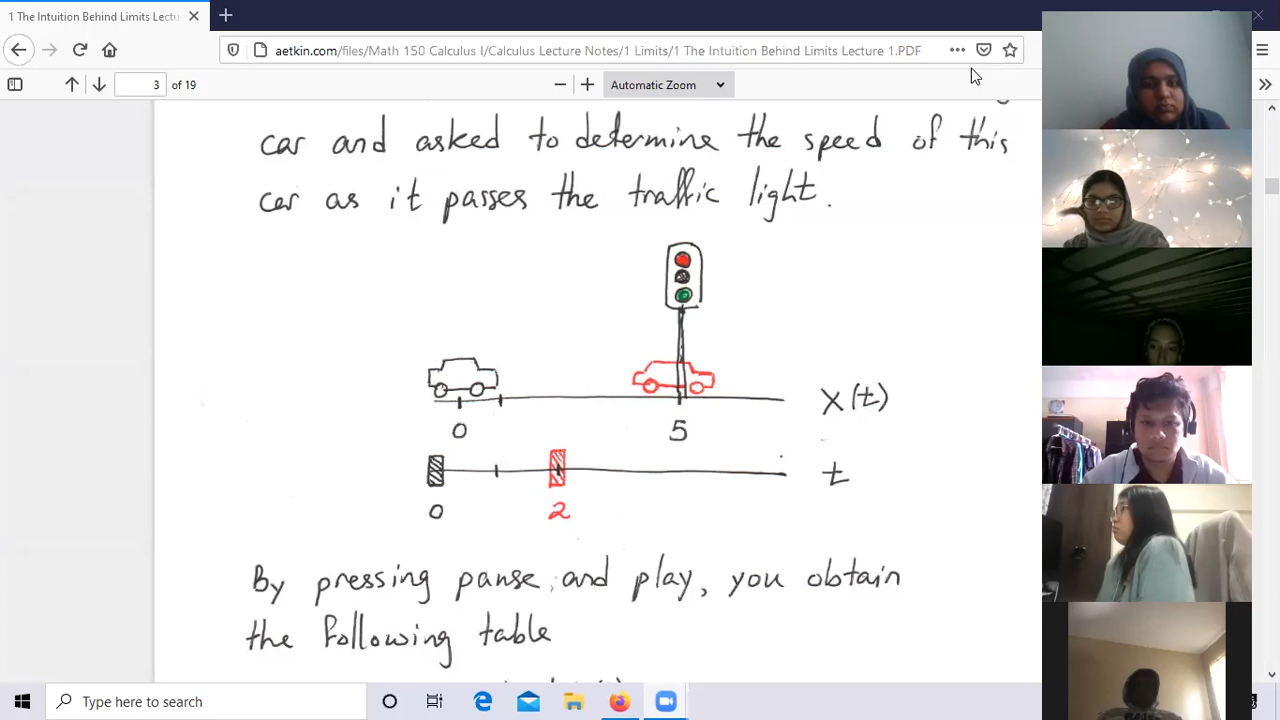 1 The Intuition Behind Limits Lectu
aetkin.com/files/Math 150 Calculus I/Calculus Lecture Notes/1 Limits/1 The Intuition Behind Limits Lecture 1.PDF
3 of 19
Automatic Zoom
car and asked to determine the speed of this
car as it passes the traffic light.
0 5 X(t)
t
0 2
By pressing pause, and play, you obtain
the following table
Type here to search